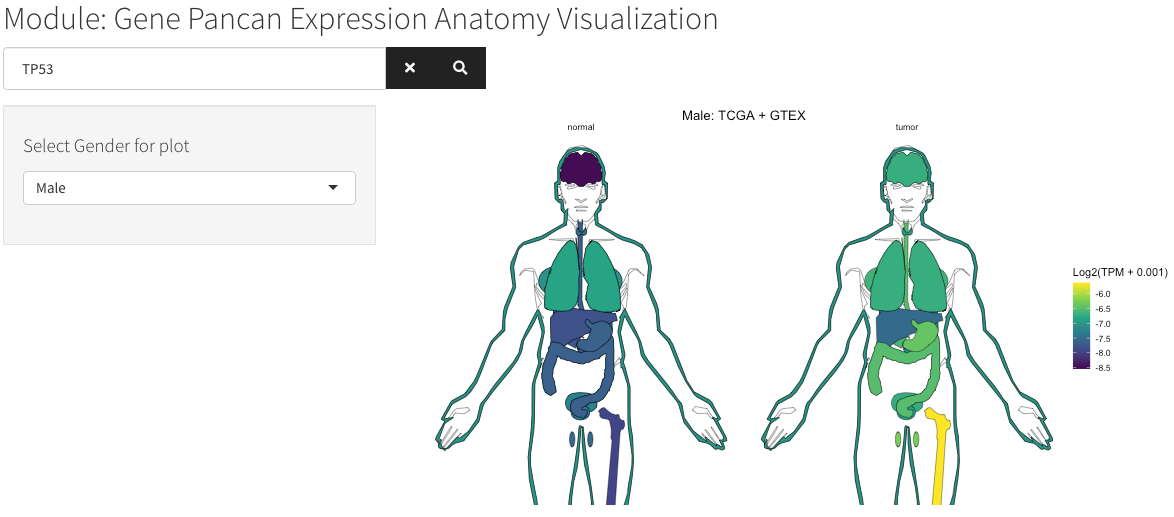 Module: Gene Pancan Expression Anatomy Visualization
TP53
Select Gender for plot
Male
Male: TCGA + GTEX
normal
tumor
Log2(TPM + 0.001)
-6.0
-6.5
-7.0
-7.5
-8.0
-8.5